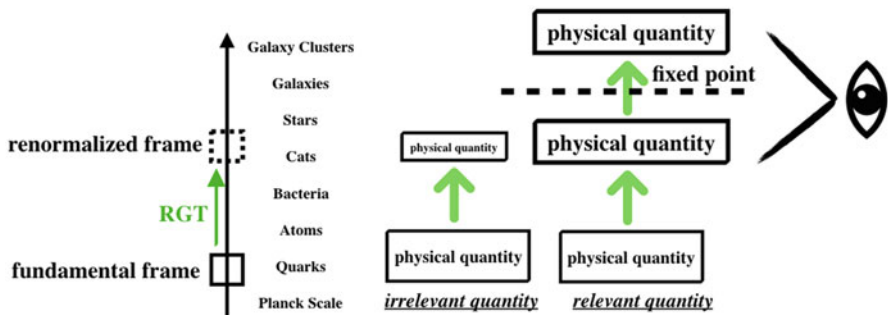 Galaxy Clusters
Galaxies
Stars
Cats
Bacteria
Atoms
Quarks
Planck Scale
renormalized frame
RGT
fundamental frame
physical quantity
fixed point
physical quantity
physical quantity
physical quantity
physical quantity
irrelevant quantity
relevant quantity